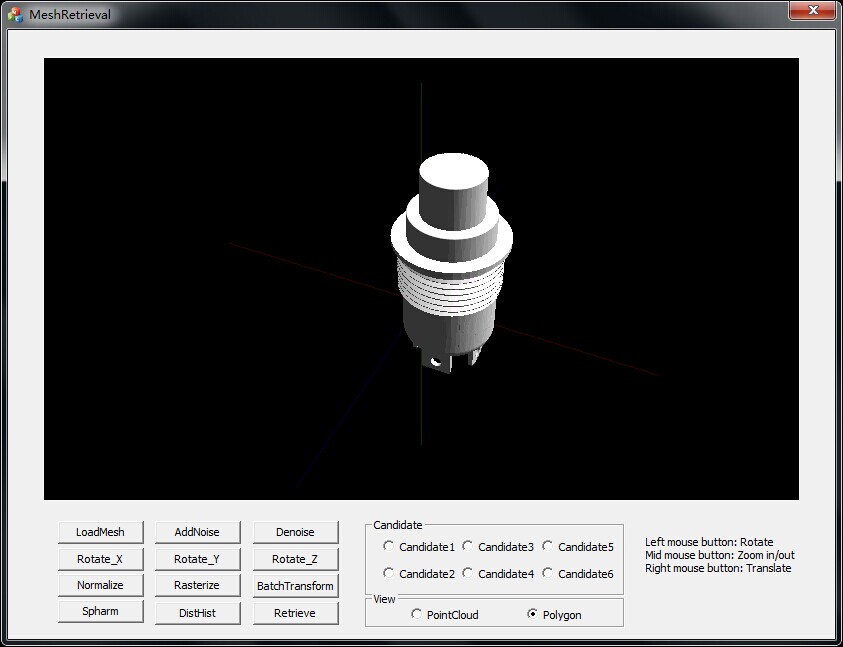 MeshRetrieval
LoadMesh AddNoise Denoise
Rotate_X Rotate_Y Rotate_Z
Normalize Rasterize BatchTransform
Spharm DistHist Retrieve
Candidate
Candidate1 Candidate3 Candidate5
Candidate2 Candidate4 Candidate6
View
PointCloud Polygon
Left mouse button: Rotate
Mid mouse button: Zoom in/out
Right mouse button: Translate